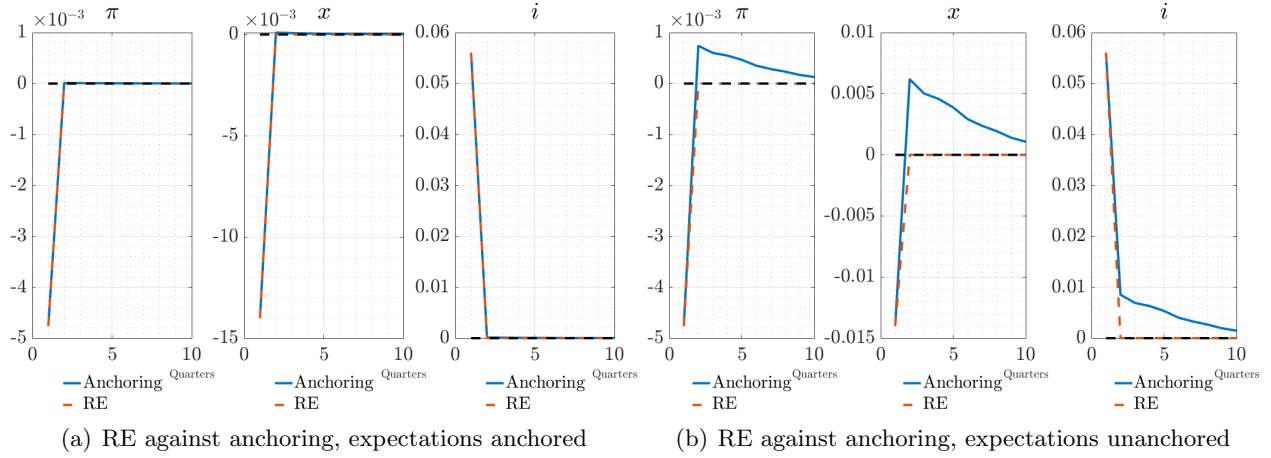 ×10⁻³ π
1
0
-1
-2
-3
-4
-5
0 5 10
Anchoring
RE
×10⁻³ x
0
-5
-10
-15
0 5 10
Anchoring
RE
i
0.06
0.05
0.04
0.03
0.02
0.01
0
0 5 10
Quarters
Anchoring
RE
(a) RE against anchoring, expectations anchored
×10⁻³ π
1
0
1
-2
-3
-4
-5
0 5 10
Anchoring
RE
x
0.01
0.005
0
-0.005
-0.01
-0.015
0 5 10
Anchoring
RE
i
0.06
0.05
0.04
0.03
0.02
0.01
0
0 5 10
Quarters
Anchoring
RE
(b) RE against anchoring, expectations unanchored